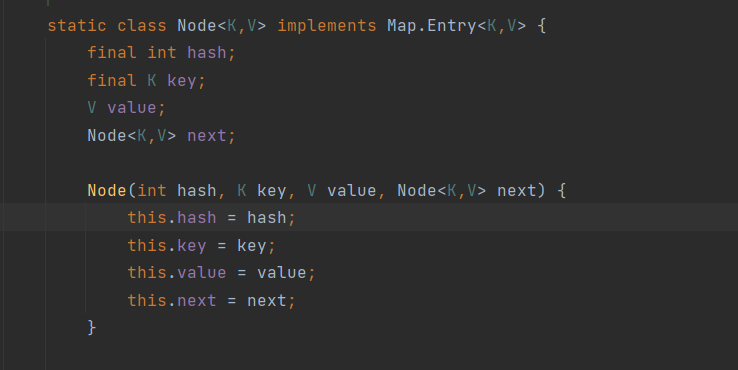 static class Node<K,V> implements Map.Entry<K,V> {
final int hash;
final K key;
V value;
Node<K,V> next;
Node(int hash, K key, V value, Node<K,V> next) {
this.hash = hash;
this.key = key;
this.value = value;
this.next = next;
}